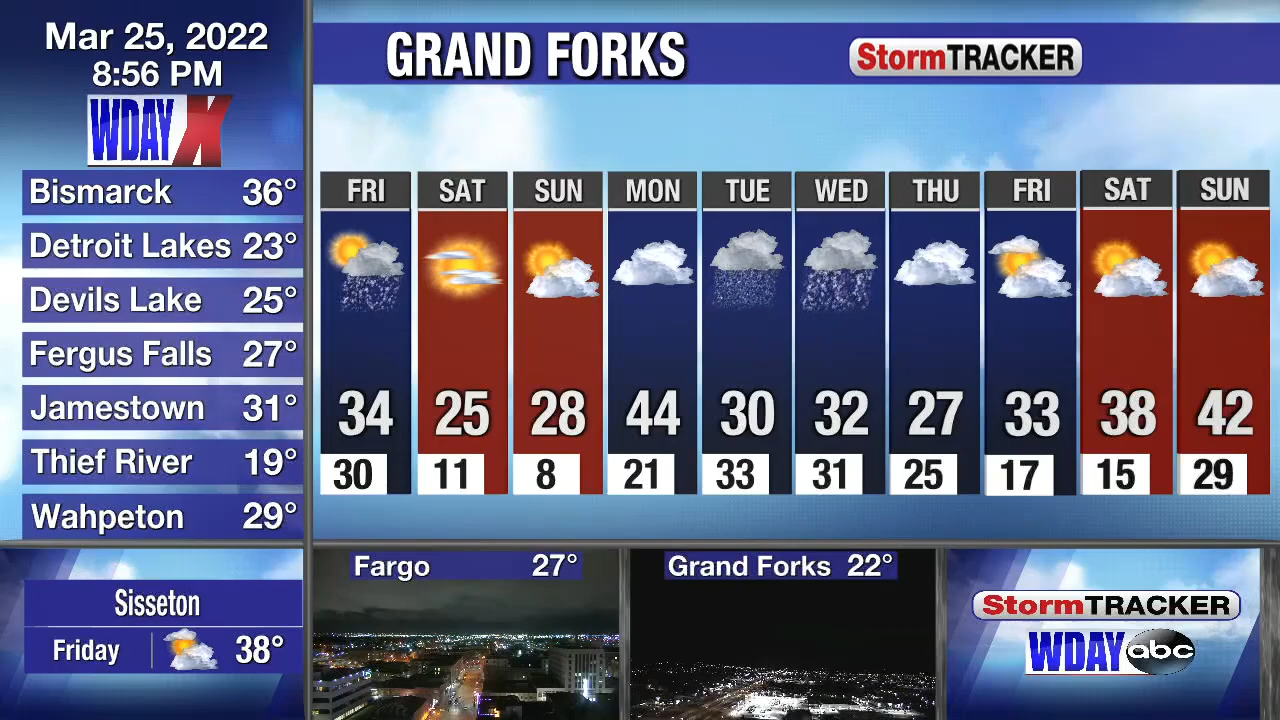 Mar 25, 2022
8:56 PM
WDAY X
Bismarck 36°
Detroit Lakes 23°
Devils Lake 25°
Fergus Falls 27°
Jamestown 31°
Thief River 19°
Wahpeton 29°
Sisseton
Friday 38°
GRAND FORKS
StormTRACKER
FRI SAT SUN MON TUE WED THU FRI SAT SUN
34 25 28 44 30 32 27 33 38 42
30 11 8 21 33 31 25 17 15 29
Fargo 27°
Grand Forks 22°
StormTRACKER
WDAY abc